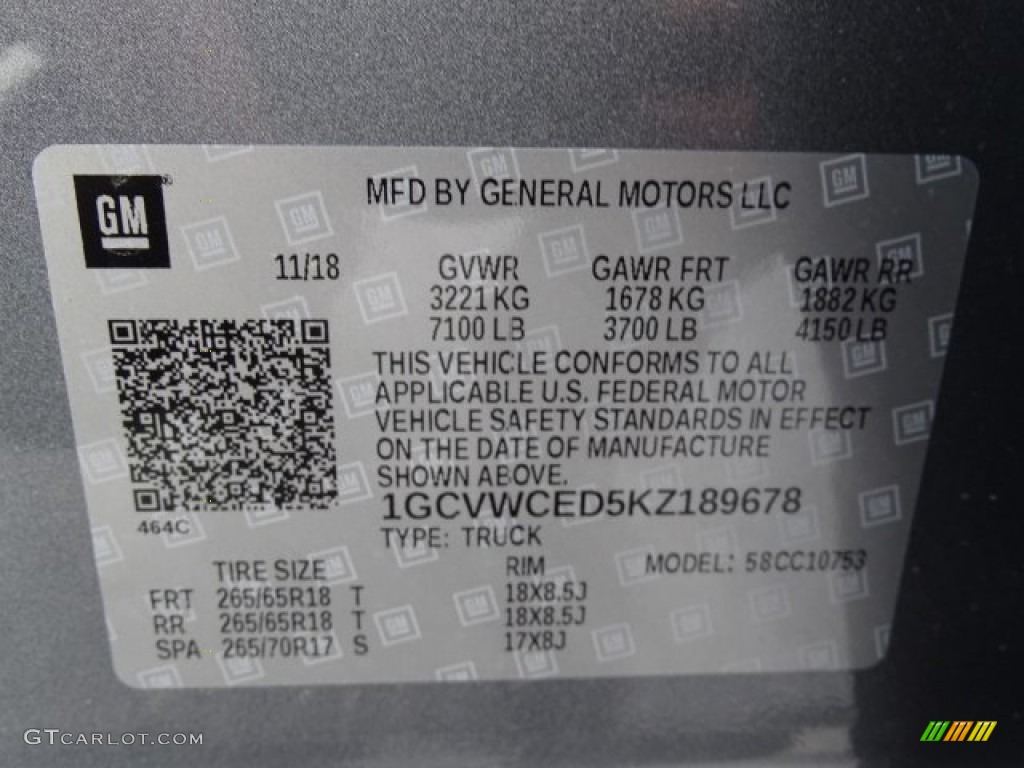 GM
MFD BY GENERAL MOTORS LLC
11/18 GVWR GAWR FRT GAWR RR
3221 KG 1678 KG 1882 KG
7100 LB 3700 LB 4150 LB
THIS VEHICLE CONFORMS TO ALL
APPLICABLE U.S. FEDERAL MOTOR
VEHICLE SAFETY STANDARDS IN EFFECT
ON THE DATE OF MANUFACTURE
SHOWN ABOVE.
1GCVWCED5KZ189678
464C
TYPE: TRUCK
TIRE SIZE RIM MODEL: 58CC10753
FRT 265/65R18 T 18X8.5J
RR 265/65R18 T 18X8.5J
SPA 265/70R17 S 17X8J
GTCARLOT.COM